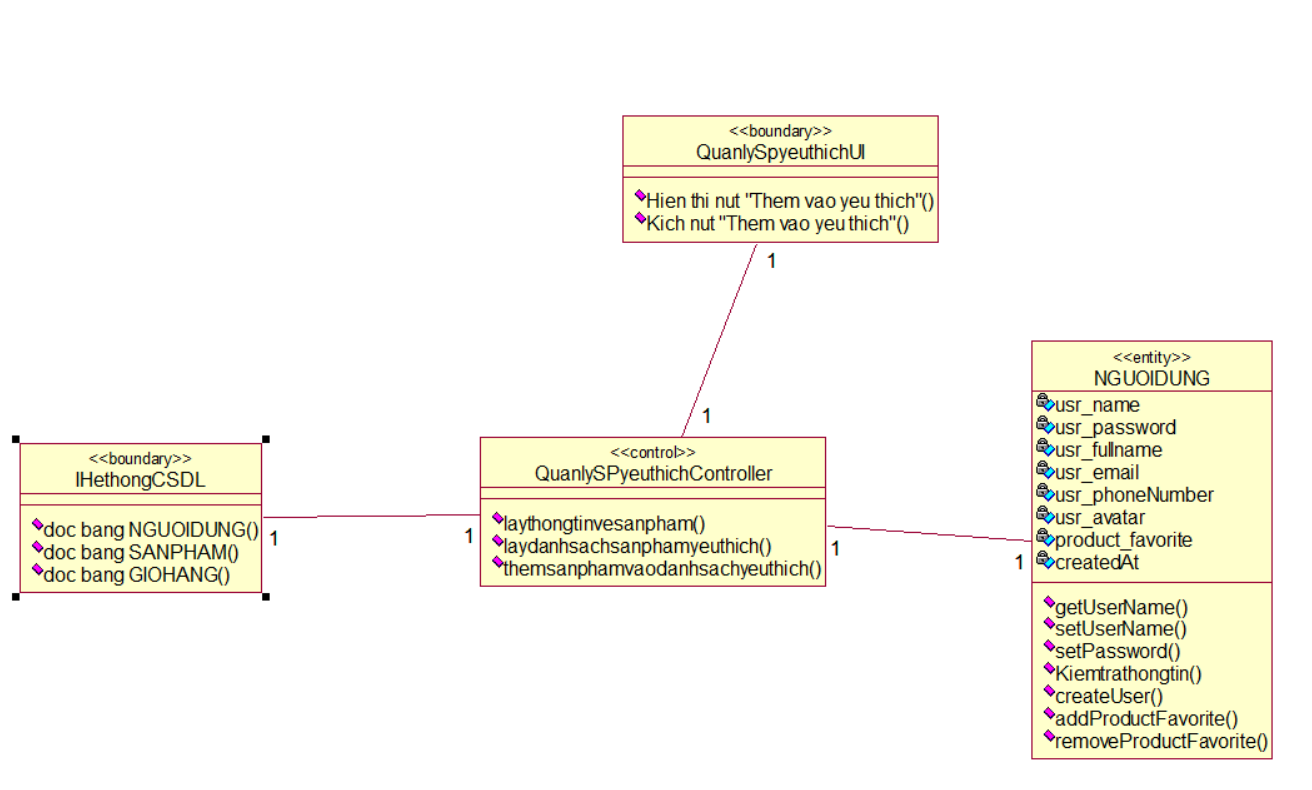 <<boundary>>
QuanlySpyeuthichUI
Hien thi nut "Them vao yeu thich"()
Kich nut "Them vao yeu thich"()
1
1
<<boundary>>
IHethongCSDL
doc bang NGUOIDUNG()
doc bang SANPHAM()
doc bang GIOHANG()
1
1
<<control>>
QuanlySPyeuthichController
laythongtinvesanpham()
laydanhsachsanphamyeuthich()
themsanphamvaodanhsachyeuthich()
1
1
<<entity>>
NGUOIDUNG
usr_name
usr_password
usr_fullname
usr_email
usr_phoneNumber
usr_avatar
product_favorite
createdAt
getUserName()
setUserName()
setPassword()
Kiemtrathongtin()
createUser()
addProductFavorite()
removeProductFavorite()